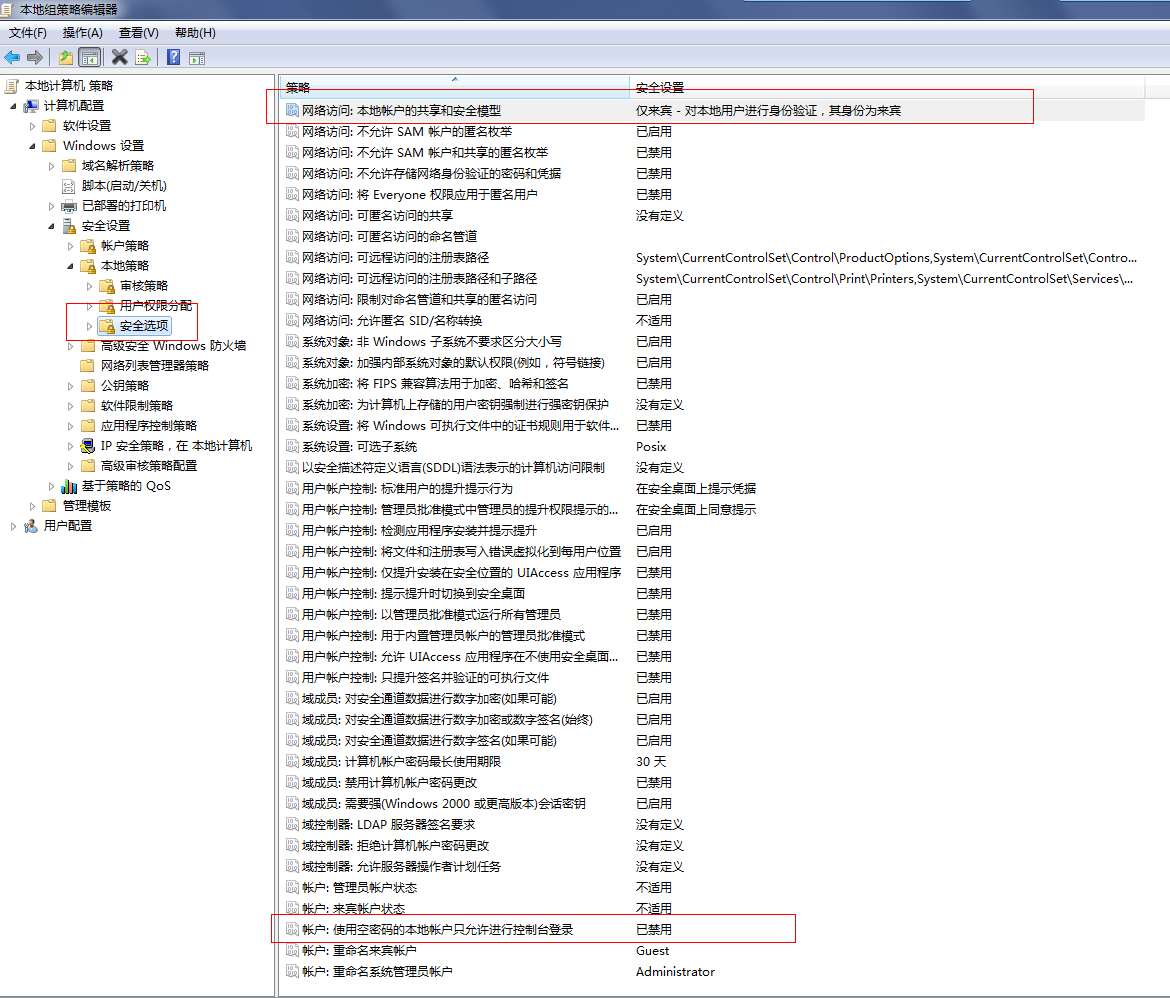 本地组策略编辑器
文件(F) 操作(A) 查看(V) 帮助(H)
本地计算机 策略
计算机配置
软件设置
Windows 设置
域名解析策略
脚本(启动/关机)
已部署的打印机
安全设置
帐户策略
本地策略
审核策略
用户权限分配
安全选项
高级安全 Windows 防火墙
网络列表管理器策略
公钥策略
软件限制策略
应用程序控制策略
IP 安全策略，在 本地计算机
高级审核策略配置
基于策略的 QoS
管理模板
用户配置
策略 安全设置
网络访问: 本地帐户的共享和安全模型 仅来宾 - 对本地用户进行身份验证，其身份为来宾
网络访问: 不允许 SAM 帐户的匿名枚举 已启用
网络访问: 不允许 SAM 帐户和共享的匿名枚举 已禁用
网络访问: 不允许存储网络身份验证的密码和凭据 已禁用
网络访问: 将 Everyone 权限应用于匿名用户 已禁用
网络访问: 可匿名访问的共享 没有定义
网络访问: 可匿名访问的命名管道
网络访问: 可远程访问的注册表路径 System\CurrentControlSet\Control\ProductOptions,System\CurrentControlSet\Contro...
网络访问: 可远程访问的注册表路径和子路径 System\CurrentControlSet\Control\Print\Printers,System\CurrentControlSet\Services\...
网络访问: 限制对命名管道和共享的匿名访问 已启用
网络访问: 允许匿名 SID/名称转换 不适用
系统对象: 非 Windows 子系统不要求区分大小写 已启用
系统对象: 加强内部系统对象的默认权限(例如，符号链接) 已启用
系统加密: 将 FIPS 兼容算法用于加密、哈希和签名 已禁用
系统加密: 为计算机上存储的用户密钥强制进行强密钥保护 没有定义
系统设置: 将 Windows 可执行文件中的证书规则用于软件... 已禁用
系统设置: 可选子系统 Posix
以安全描述符定义语言(SDDL)语法表示的计算机访问限制 没有定义
用户帐户控制: 标准用户的提升提示行为 在安全桌面上提示凭据
用户帐户控制: 管理员批准模式中管理员的提升权限提示的... 在安全桌面上同意提示
用户帐户控制: 检测应用程序安装并提示提升 已启用
用户帐户控制: 将文件和注册表写入错误虚拟化到每用户位置 已启用
用户帐户控制: 仅提升安装在安全位置的 UIAccess 应用程序 已禁用
用户帐户控制: 提示提升时切换到安全桌面 已禁用
用户帐户控制: 以管理员批准模式运行所有管理员 已禁用
用户帐户控制: 用于内置管理员帐户的管理员批准模式 已禁用
用户帐户控制: 允许 UIAccess 应用程序在不使用安全桌面... 已禁用
用户帐户控制: 只提升签名并验证的可执行文件 已禁用
域成员: 对安全通道数据进行数字加密(如果可能) 已启用
域成员: 对安全通道数据进行数字加密或数字签名(始终) 已启用
域成员: 对安全通道数据进行数字签名(如果可能) 已启用
域成员: 计算机帐户密码最长使用期限 30 天
域成员: 禁用计算机帐户密码更改 已禁用
域成员: 需要强(Windows 2000 或更高版本)会话密钥 已启用
域控制器: LDAP 服务器签名要求 没有定义
域控制器: 拒绝计算机帐户密码更改 没有定义
域控制器: 允许服务器操作者计划任务 没有定义
帐户: 管理员帐户状态 不适用
帐户: 来宾帐户状态 不适用
帐户: 使用空密码的本地帐户只允许进行控制台登录 已禁用
帐户: 重命名来宾帐户 Guest
帐户: 重命名系统管理员帐户 Administrator